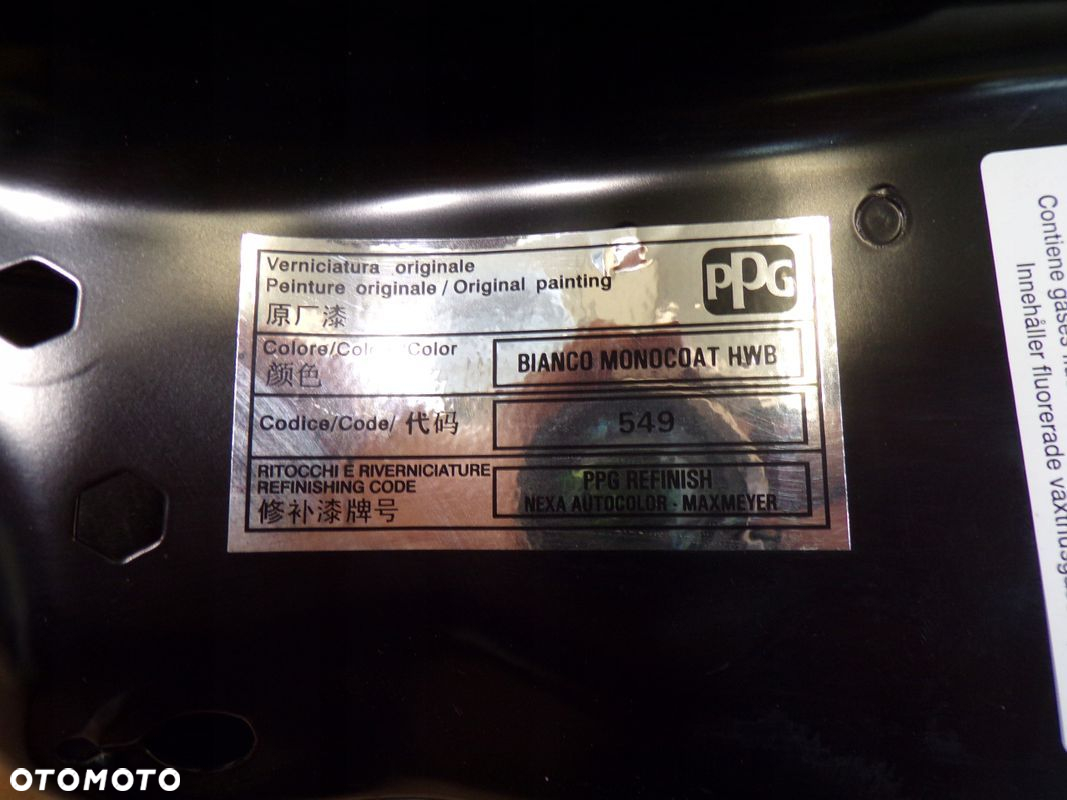 Verniciatura originale
Peinture originale / Original painting
原厂漆
PPG
Colore/ Color
颜色
BIANCO MONOCOAT HWB
Codice/Code/ 代码
549
RITOCCHI E RIVERNICIATURE
REFINISHING CODE
修补漆牌号
PPG REFINISH
NEXA AUTOCOLOR - MAXMEYER
Contiene gases
Innehåller fluorerade
OTOMOTO